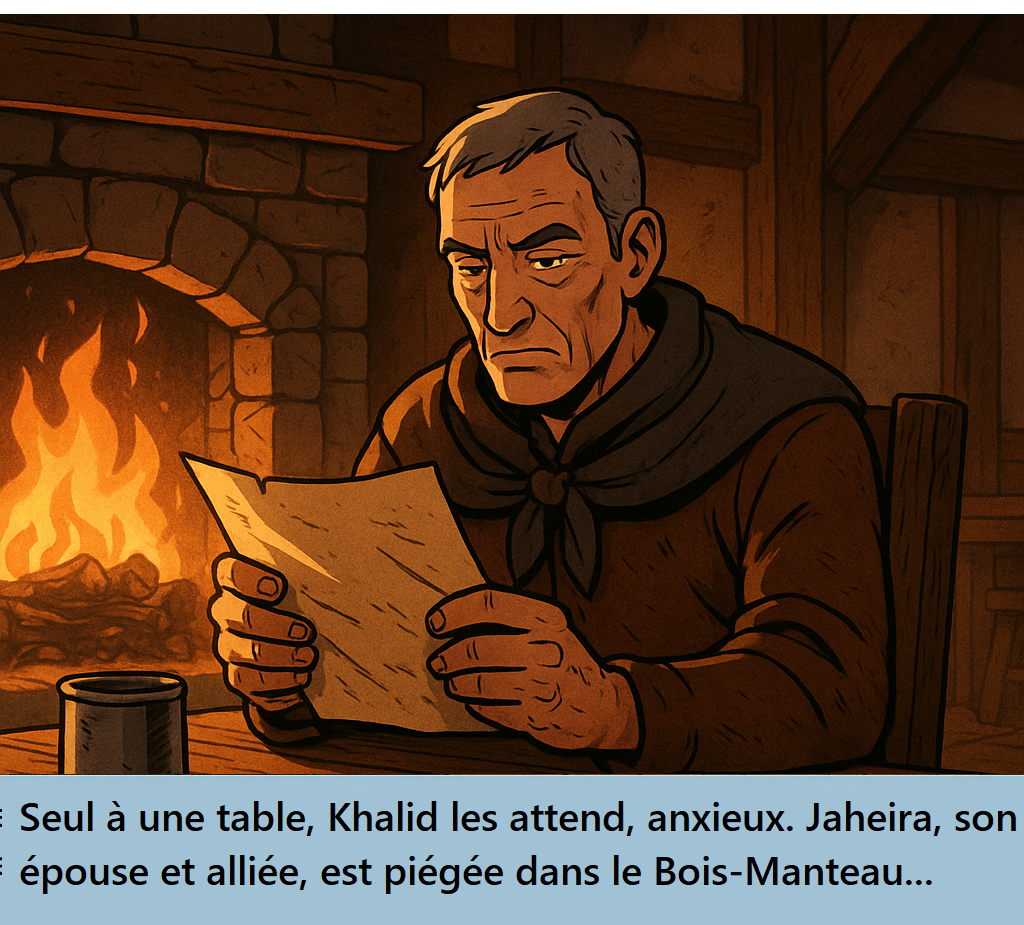 Seul à une table, Khalid les attend, anxieux. Jaheira, son
épouse et alliée, est piégée dans le Bois-Manteau...